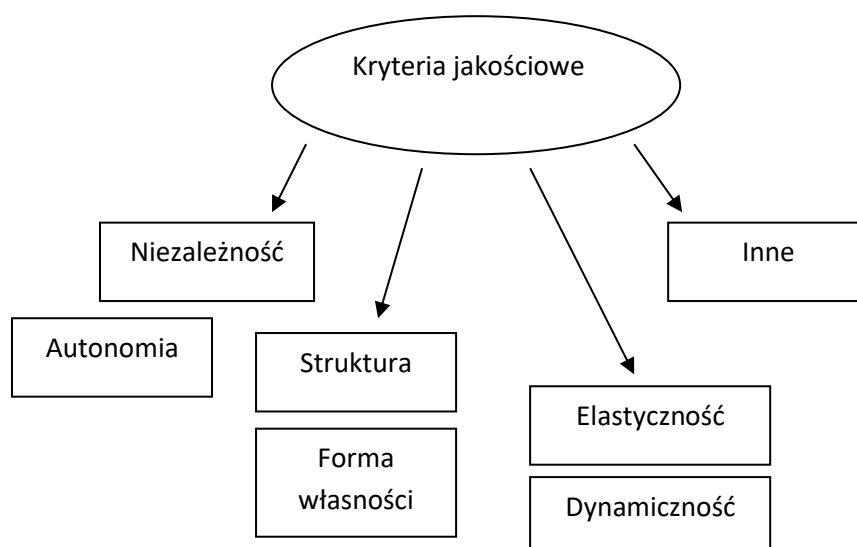 Kryteria jakościowe
Niezależność
Inne
Autonomia
Struktura
Elastyczność
Forma
własności
Dynamiczność